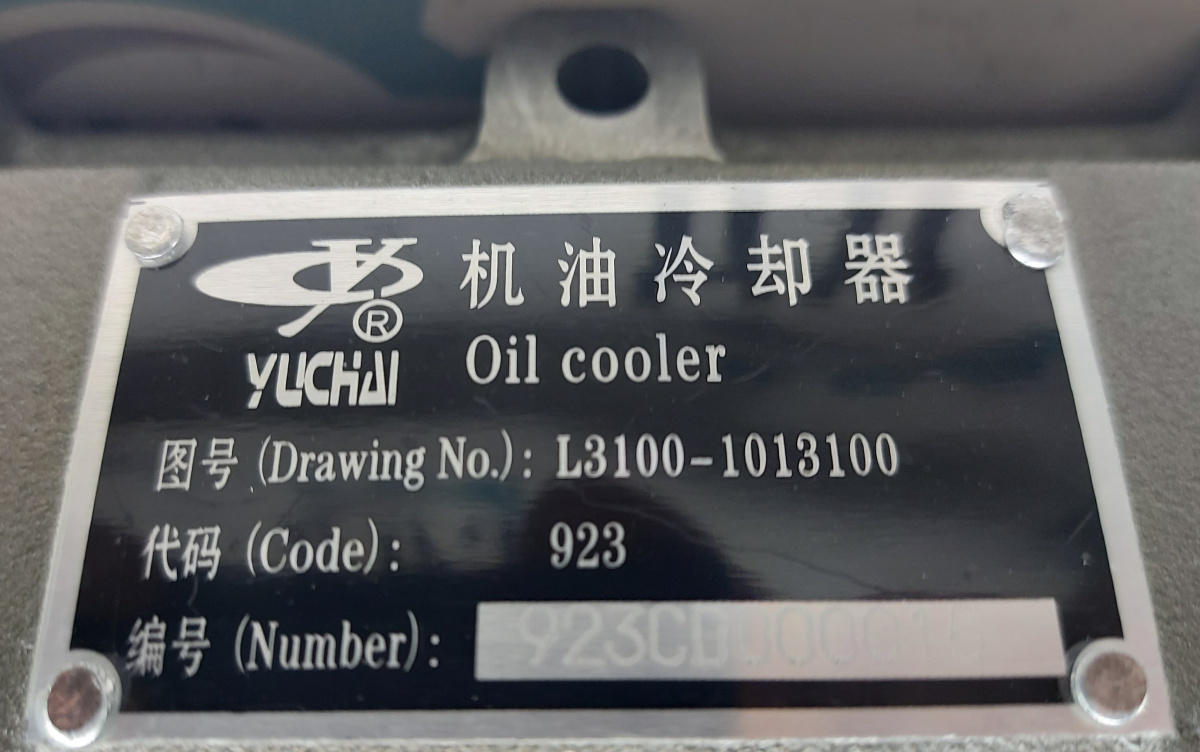 机油冷却器
® YUCHAI
Oil cooler
图号 (Drawing No.): L3100-1013100
代码 (Code): 923
编号 (Number):